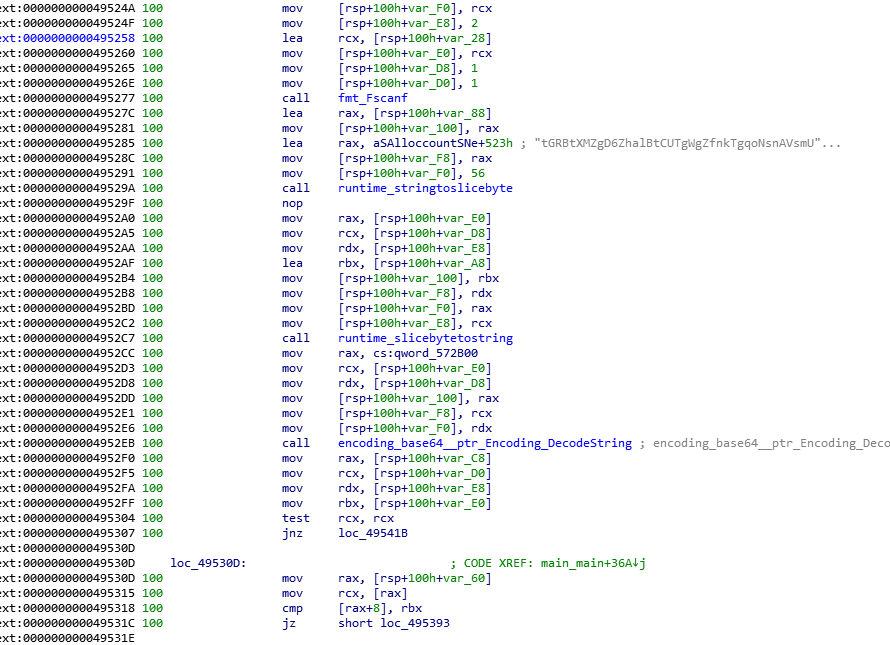 ext:000000000049524A 100 mov [rsp+100h+var_F0], rcx
ext:000000000049524F 100 mov [rsp+100h+var_E8], 2
ext:0000000000495258 100 lea rcx, [rsp+100h+var_28]
ext:0000000000495260 100 mov [rsp+100h+var_E0], rcx
ext:0000000000495265 100 mov [rsp+100h+var_D8], 1
ext:000000000049526E 100 mov [rsp+100h+var_D0], 1
ext:0000000000495277 100 call fmt_Fscanf
ext:000000000049527C 100 lea rax, [rsp+100h+var_88]
ext:0000000000495281 100 mov [rsp+100h+var_100], rax
ext:0000000000495285 100 lea rax, aSAlloccountSNe+523h ; "tGRBtXMZgD6ZhalBtCUTgWgZfnkTgqoNsnAVsmU"...
ext:000000000049528C 100 mov [rsp+100h+var_F8], rax
ext:0000000000495291 100 mov [rsp+100h+var_F0], 56
ext:000000000049529A 100 call runtime_stringtoslicebyte
ext:000000000049529F 100 nop
ext:00000000004952A0 100 mov rax, [rsp+100h+var_E0]
ext:00000000004952A5 100 mov rcx, [rsp+100h+var_D8]
ext:00000000004952AA 100 mov rdx, [rsp+100h+var_E8]
ext:00000000004952AF 100 lea rbx, [rsp+100h+var_A8]
ext:00000000004952B4 100 mov [rsp+100h+var_100], rbx
ext:00000000004952B8 100 mov [rsp+100h+var_F8], rdx
ext:00000000004952BD 100 mov [rsp+100h+var_F0], rax
ext:00000000004952C2 100 mov [rsp+100h+var_E8], rcx
ext:00000000004952C7 100 call runtime_slicebytetostring
ext:00000000004952CC 100 mov rax, cs:qword_572B00
ext:00000000004952D3 100 mov rcx, [rsp+100h+var_E0]
ext:00000000004952D8 100 mov rdx, [rsp+100h+var_D8]
ext:00000000004952DD 100 mov [rsp+100h+var_100], rax
ext:00000000004952E1 100 mov [rsp+100h+var_F8], rcx
ext:00000000004952E6 100 mov [rsp+100h+var_F0], rdx
ext:00000000004952EB 100 call encoding_base64__ptr_Encoding_DecodeString ; encoding_base64__ptr_Encoding_Deco
ext:00000000004952F0 100 mov rax, [rsp+100h+var_C8]
ext:00000000004952F5 100 mov rcx, [rsp+100h+var_D0]
ext:00000000004952FA 100 mov rdx, [rsp+100h+var_E8]
ext:00000000004952FF 100 mov rbx, [rsp+100h+var_E0]
ext:0000000000495304 100 test rcx, rcx
ext:0000000000495307 100 jnz loc_49541B
ext:000000000049530D
ext:000000000049530D loc_49530D: ; CODE XREF: main_main+36A↓j
ext:000000000049530D 100 mov rax, [rsp+100h+var_60]
ext:0000000000495315 100 mov rcx, [rax]
ext:0000000000495318 100 cmp [rax+8], rbx
ext:000000000049531C 100 jz short loc_495393
ext:000000000049531E